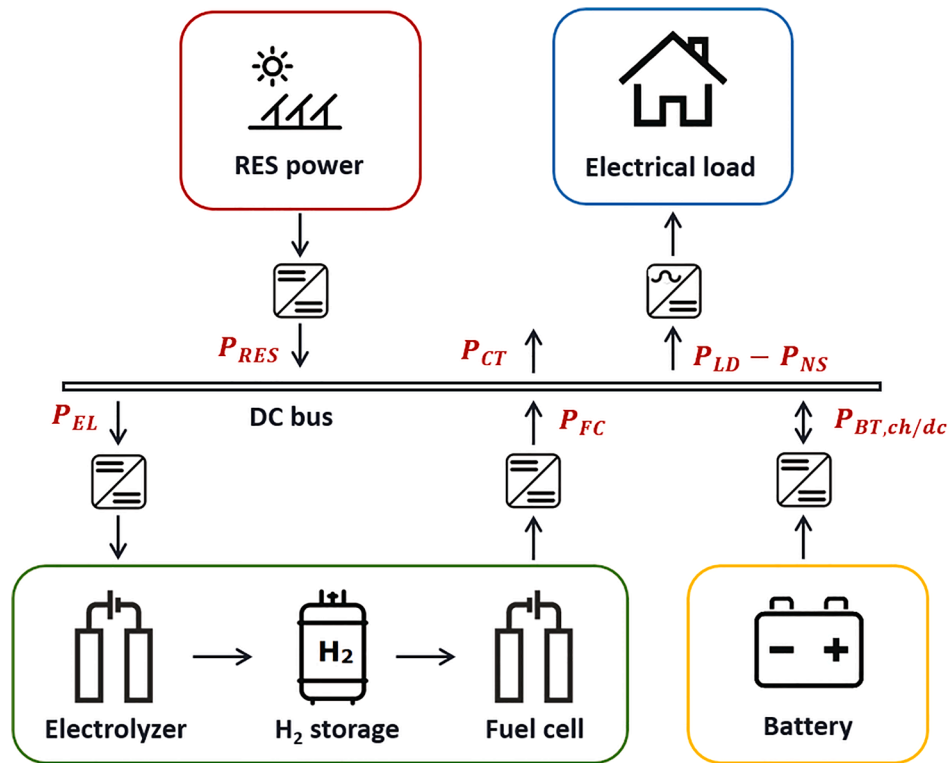 RES power
Electrical load
P_RES
P_CT
P_LD − P_NS
DC bus
P_EL
P_FC
P_BT,ch/dc
H₂
Electrolyzer
H₂ storage
Fuel cell
Battery